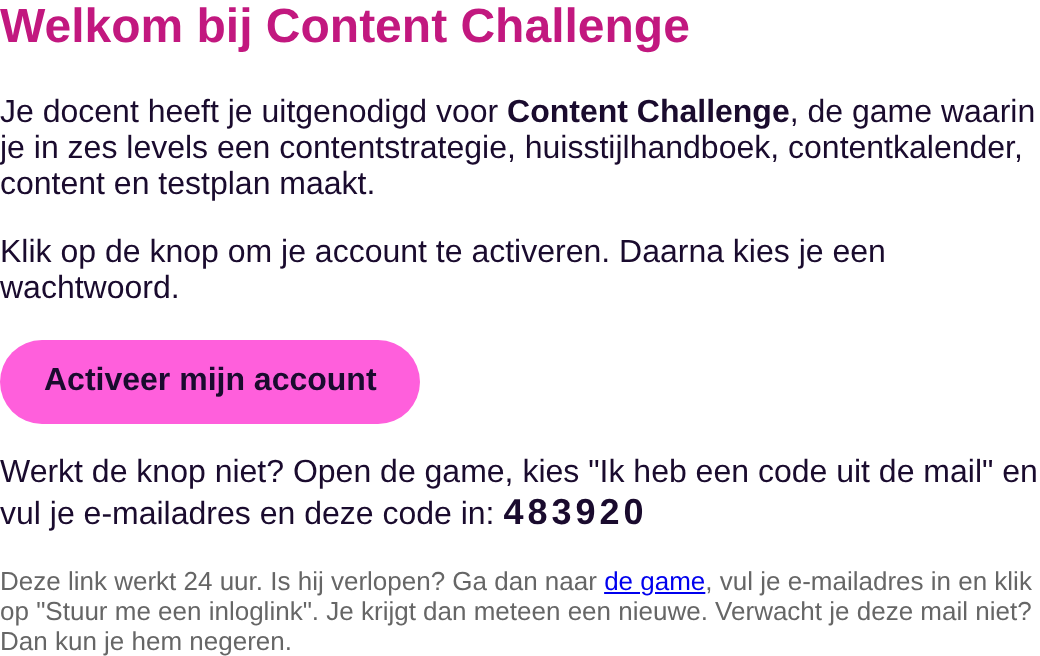 Welkom bij Content Challenge
Je docent heeft je uitgenodigd voor Content Challenge, de game waarin
je in zes levels een contentstrategie, huisstijlhandboek, contentkalender,
content en testplan maakt.
Klik op de knop om je account te activeren. Daarna kies je een
wachtwoord.
Activeer mijn account
Werkt de knop niet? Open de game, kies "Ik heb een code uit de mail" en
vul je e-mailadres en deze code in: 483920
Deze link werkt 24 uur. Is hij verlopen? Ga dan naar de game, vul je e-mailadres in en klik
op "Stuur me een inloglink". Je krijgt dan meteen een nieuwe. Verwacht je deze mail niet?
Dan kun je hem negeren.